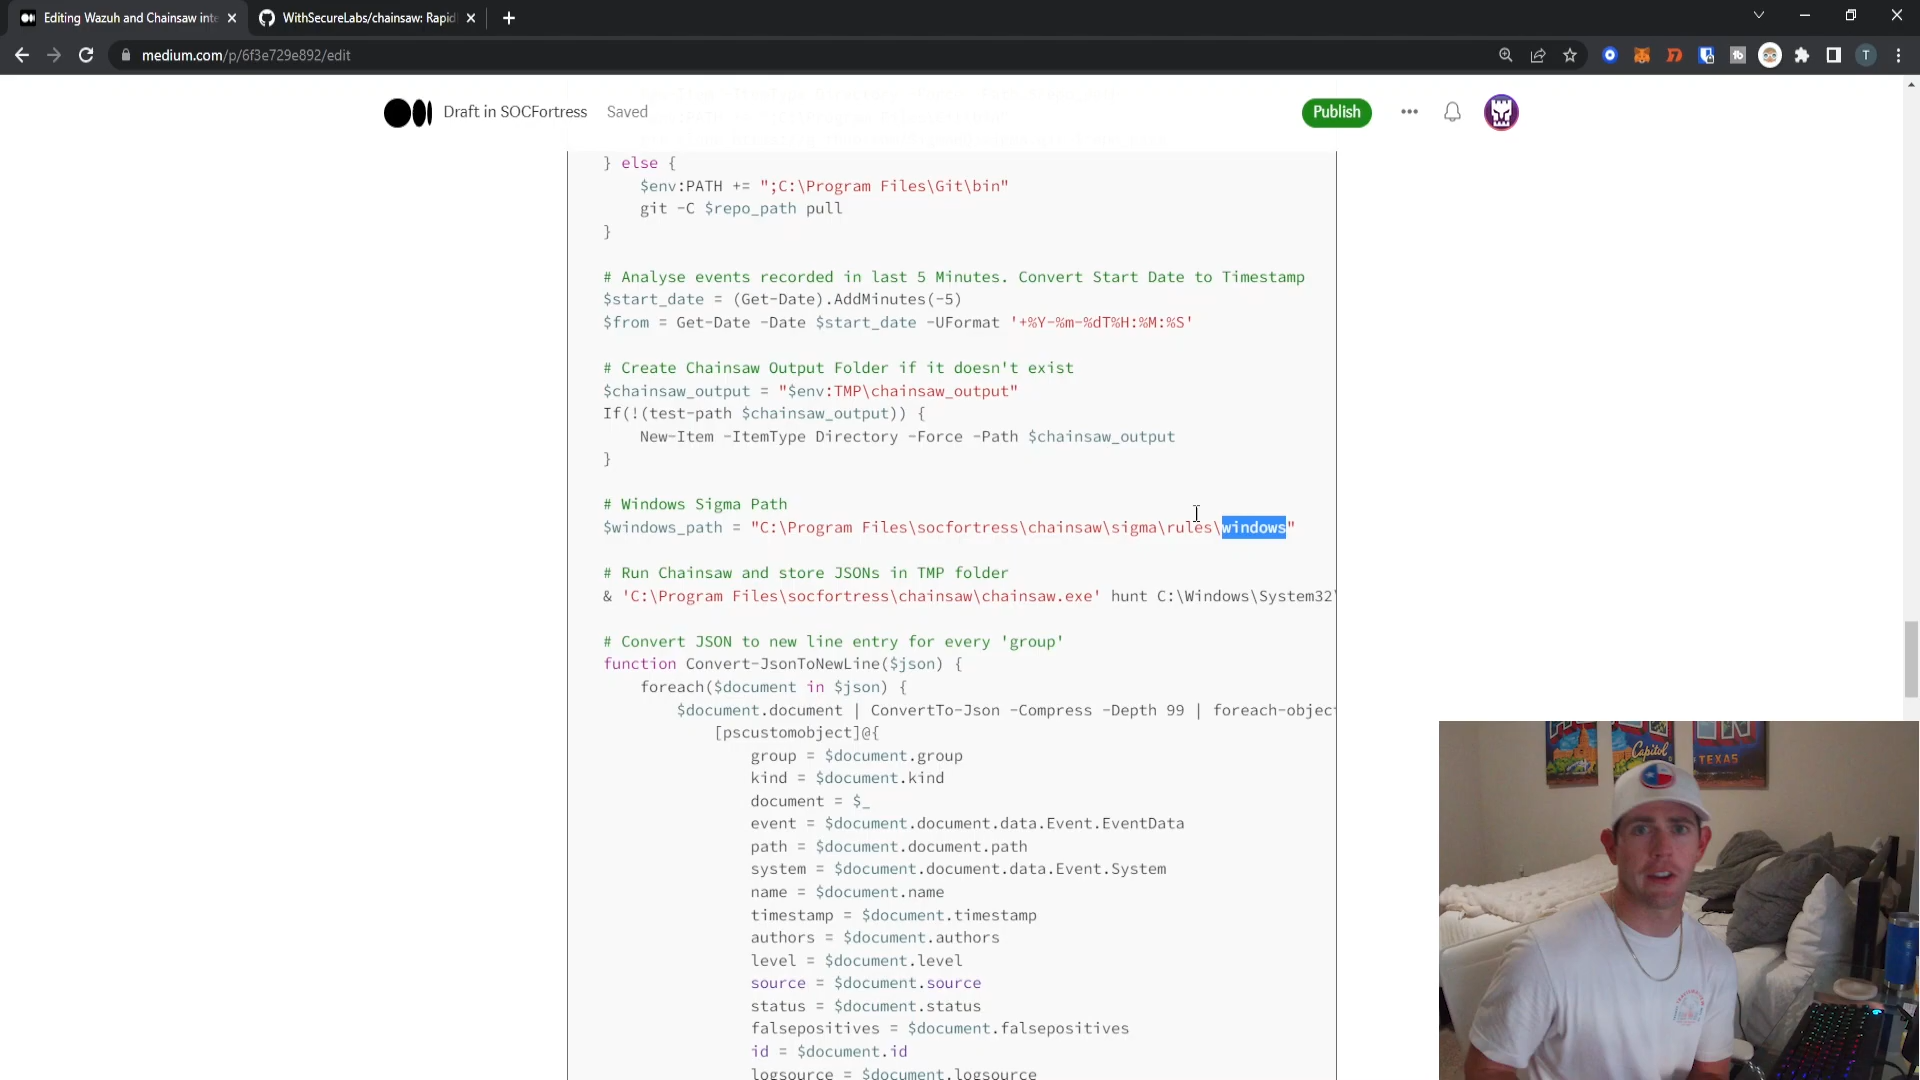 Editing Wazuh and Chainsaw inte
WithSecureLabs/chainsaw: Rapid
medium.com/p/6f3e729e892/edit
T
Draft in SOCFortress Saved
Publish
} else {
$env:PATH += ";C:\Program Files\Git\bin"
git -C $repo_path pull
}
# Analyse events recorded in last 5 Minutes. Convert Start Date to Timestamp
$start_date = (Get-Date).AddMinutes(-5)
$from = Get-Date -Date $start_date -UFormat '+%Y-%m-%dT%H:%M:%S'
# Create Chainsaw Output Folder if it doesn't exist
$chainsaw_output = "$env:TMP\chainsaw_output"
If(!(test-path $chainsaw_output)) {
New-Item -ItemType Directory -Force -Path $chainsaw_output
}
# Windows Sigma Path
$windows_path = "C:\Program Files\socfortress\chainsaw\sigma\rules\windows"
# Run Chainsaw and store JSONs in TMP folder
& 'C:\Program Files\socfortress\chainsaw\chainsaw.exe' hunt C:\Windows\System32\
# Convert JSON to new line entry for every 'group'
function Convert-JsonToNewLine($json) {
foreach($document in $json) {
$document.document | ConvertTo-Json -Compress -Depth 99 | foreach-object
[pscustomobject]@{
group = $document.group
kind = $document.kind
document = $_
event = $document.document.data.Event.EventData
path = $document.document.path
system = $document.document.data.Event.System
name = $document.name
timestamp = $document.timestamp
authors = $document.authors
level = $document.level
source = $document.source
status = $document.status
falsepositives = $document.falsepositives
id = $document.id
logsource = $document.logsource
Capitol
TEXAS